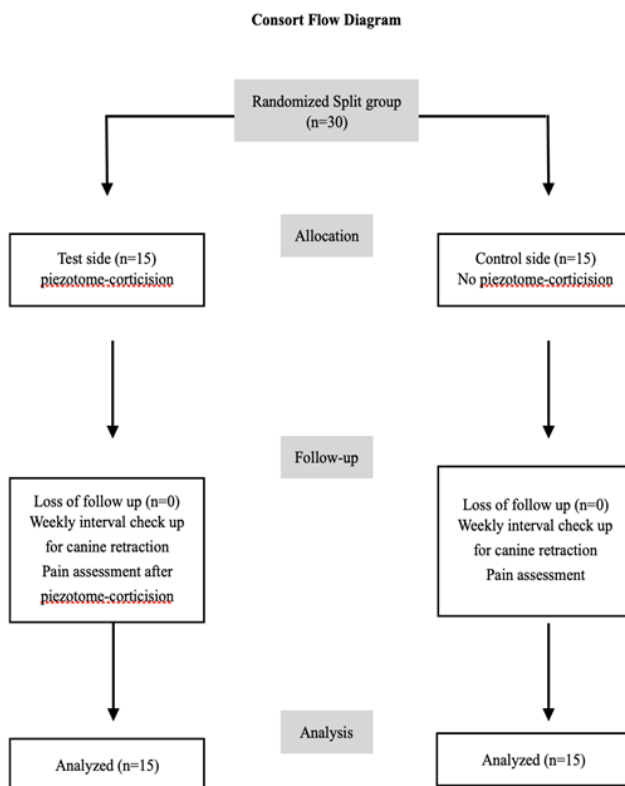 Consort Flow Diagram
Randomized Split group
(n=30)
Allocation
Test side (n=15)
piezotome-corticision
Control side (n=15)
No piezotome-corticision
Follow-up
Loss of follow up (n=0)
Weekly interval check up
for canine retraction
Pain assessment after
piezotome-corticision
Loss of follow up (n=0)
Weekly interval check up
for canine retraction
Pain assessment
Analysis
Analyzed (n=15)
Analyzed (n=15)